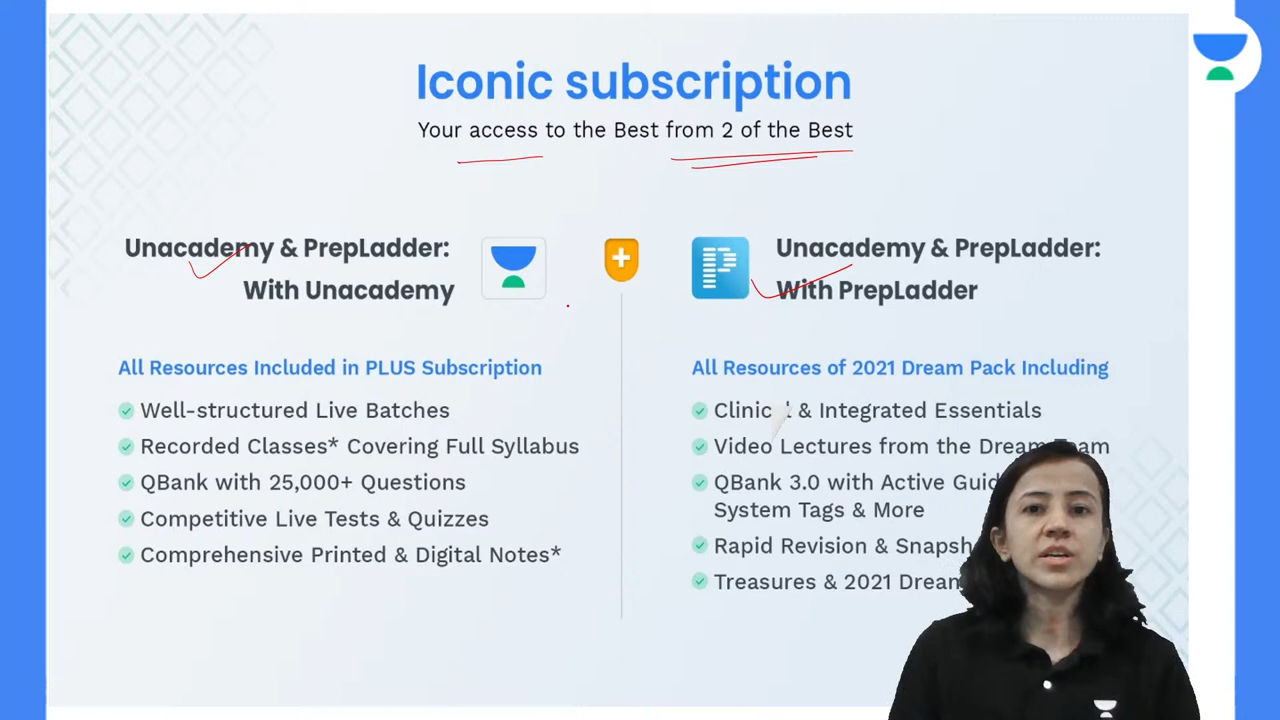 Iconic subscription
Your access to the Best from 2 of the Best
Unacademy & PrepLadder:
With Unacademy
All Resources Included in PLUS Subscription
Well-structured Live Batches
Recorded Classes* Covering Full Syllabus
QBank with 25,000+ Questions
Competitive Live Tests & Quizzes
Comprehensive Printed & Digital Notes*
Unacademy & PrepLadder:
With PrepLadder
All Resources of 2021 Dream Pack Including
& Integrated Essentials
Video Lectures from the Dream
QBank 3.0 with Active
System Tags & More
Rapid Revision &
Treasures & 2021 Dream